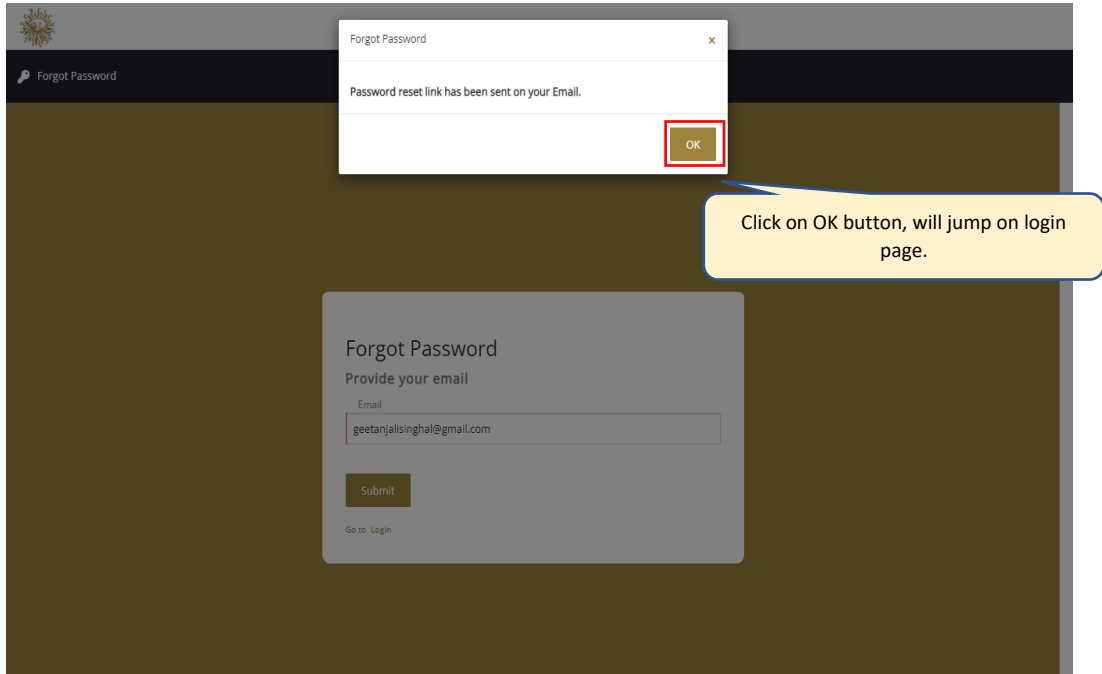 Forgot Password
×
Forgot Password
Password reset link has been sent on your Email.
OK
Click on OK button, will jump on login
page.
Forgot Password
Provide your email
Email
geetanjalisinghal@gmail.com
Submit
Go to Login